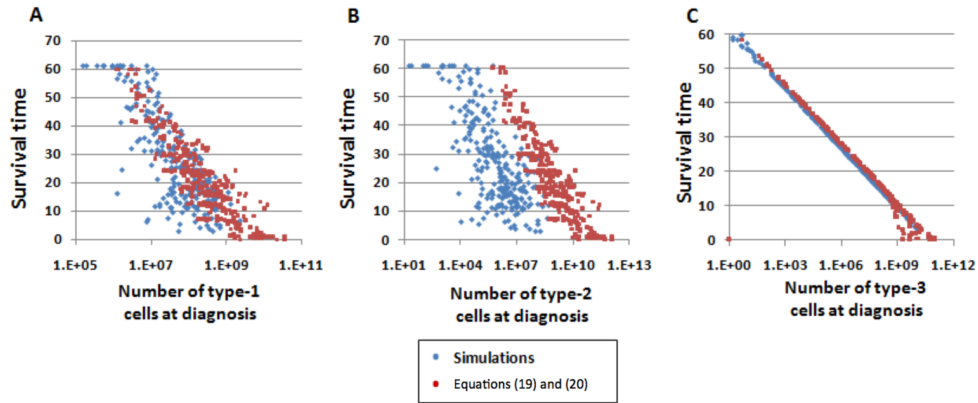 A
B
C
Survival time
70
60
50
40
30
20
10
0
1.E+05
1.E+07
1.E+09
1.E+11
Number of type-1
cells at diagnosis
Survival time
70
60
50
40
30
20
10
0
1.E+01
1.E+04
1.E+07
1.E+10
1.E+13
Number of type-2
cells at diagnosis
Survival time
60
50
40
30
20
10
0
1.E+00
1.E+03
1.E+06
1.E+09
1.E+12
Number of type-3
cells at diagnosis
Simulations
Equations (19) and (20)